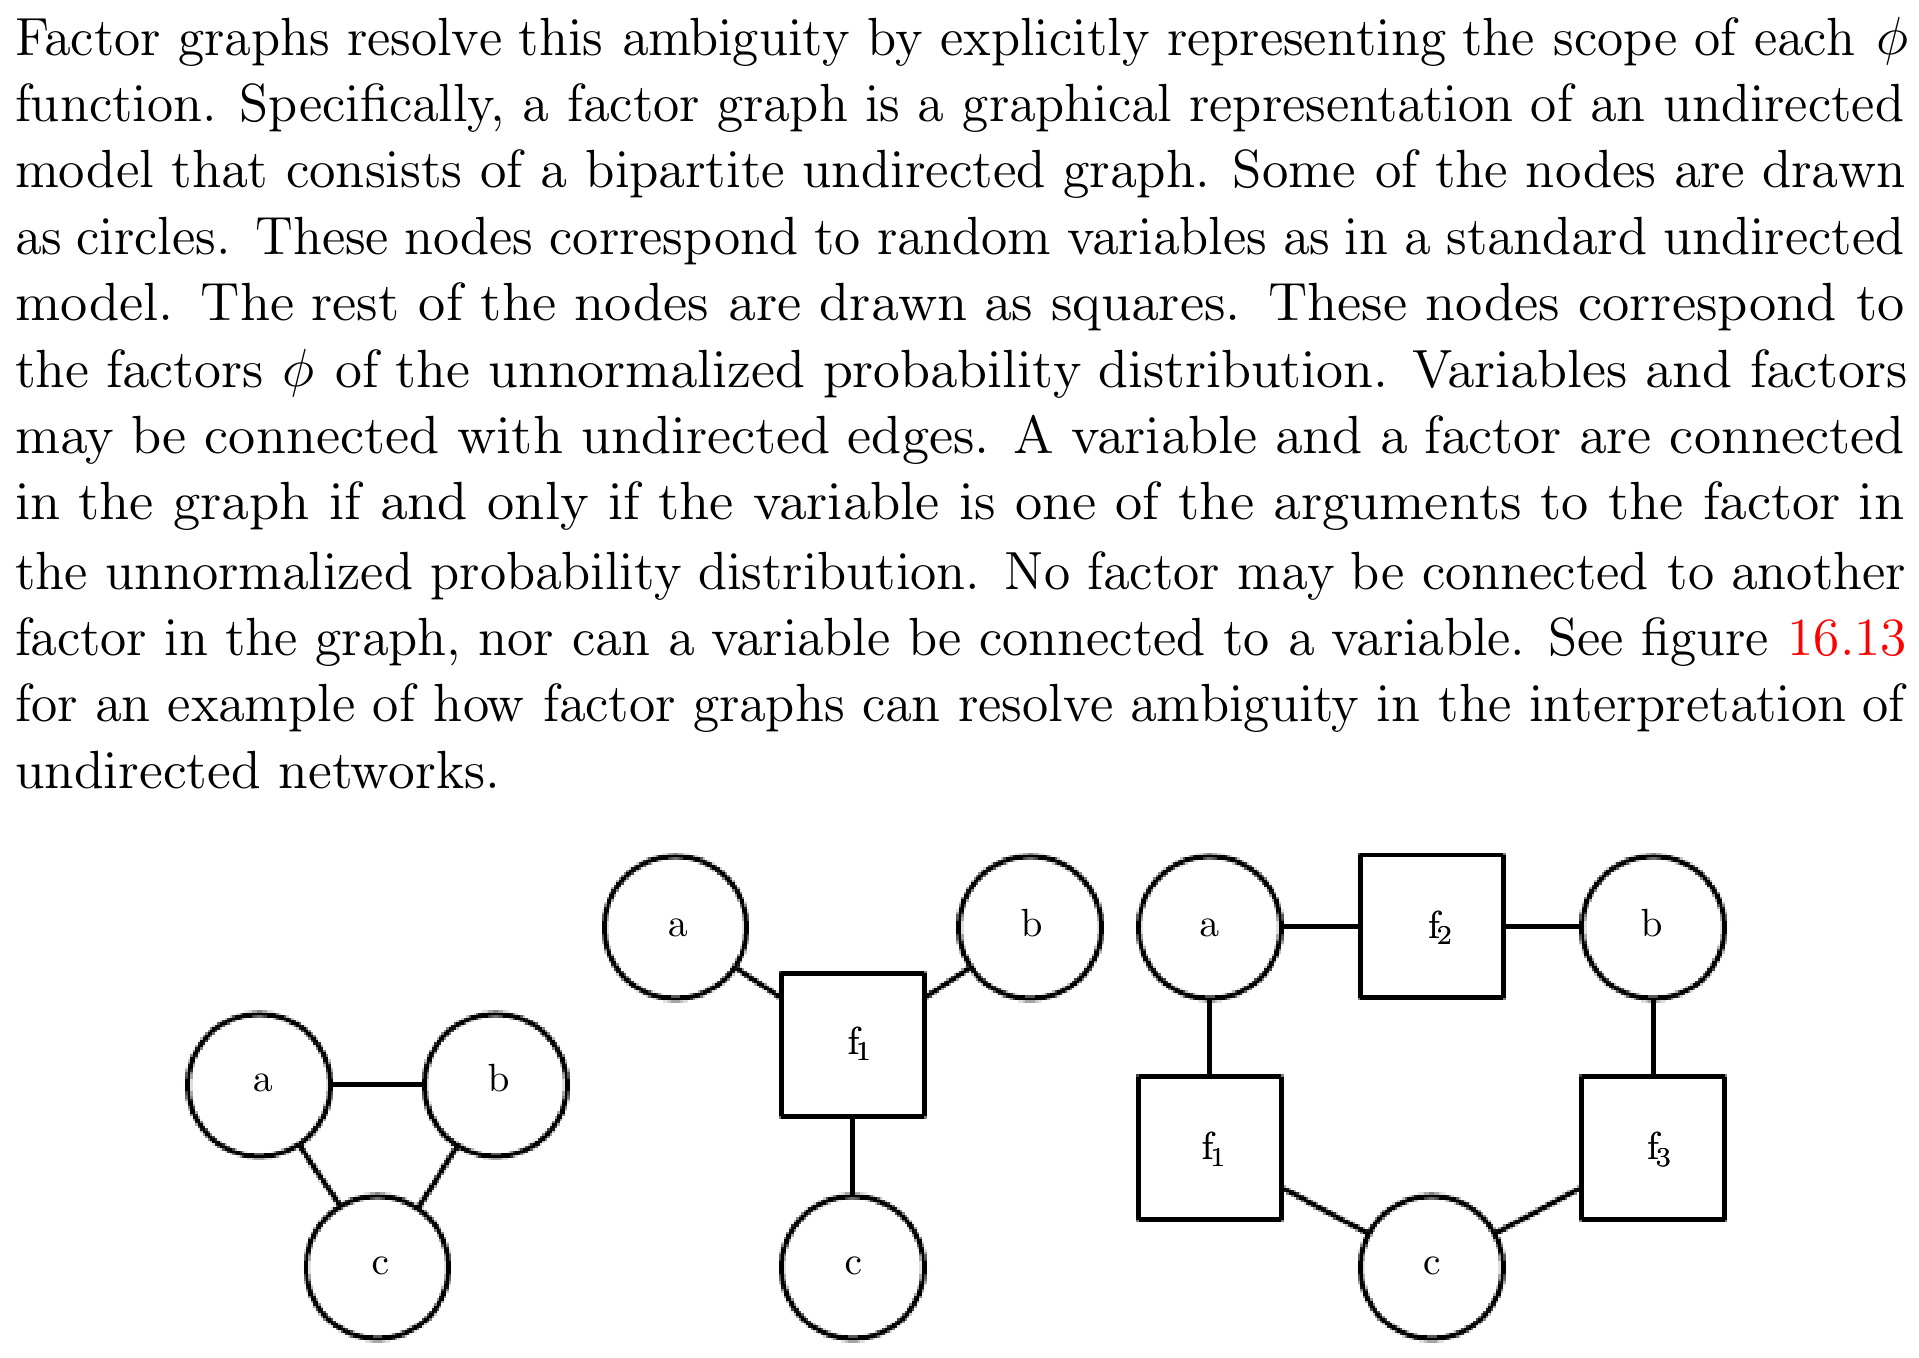 Factor graphs resolve this ambiguity by explicitly representing the scope of each ϕ
function. Specifically, a factor graph is a graphical representation of an undirected
model that consists of a bipartite undirected graph. Some of the nodes are drawn
as circles. These nodes correspond to random variables as in a standard undirected
model. The rest of the nodes are drawn as squares. These nodes correspond to
the factors ϕ of the unnormalized probability distribution. Variables and factors
may be connected with undirected edges. A variable and a factor are connected
in the graph if and only if the variable is one of the arguments to the factor in
the unnormalized probability distribution. No factor may be connected to another
factor in the graph, nor can a variable be connected to a variable. See figure 16.13
for an example of how factor graphs can resolve ambiguity in the interpretation of
undirected networks.
a b
c
a b
f₁
c
a f₂ b
f₁ f₃
c